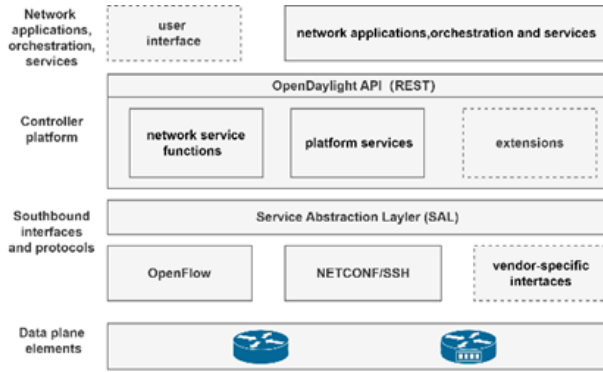 Network
applications,
orchestration,
services
user
interface
network applications,orchestration and services
OpenDaylight API (REST)
Controller
platform
network service
functions
platform services
extensions
Southbound
interfaces
and protocols
Service Abstraction Layler (SAL)
OpenFlow
NETCONF/SSH
vendor-specific
intertaces
Data plane
elements